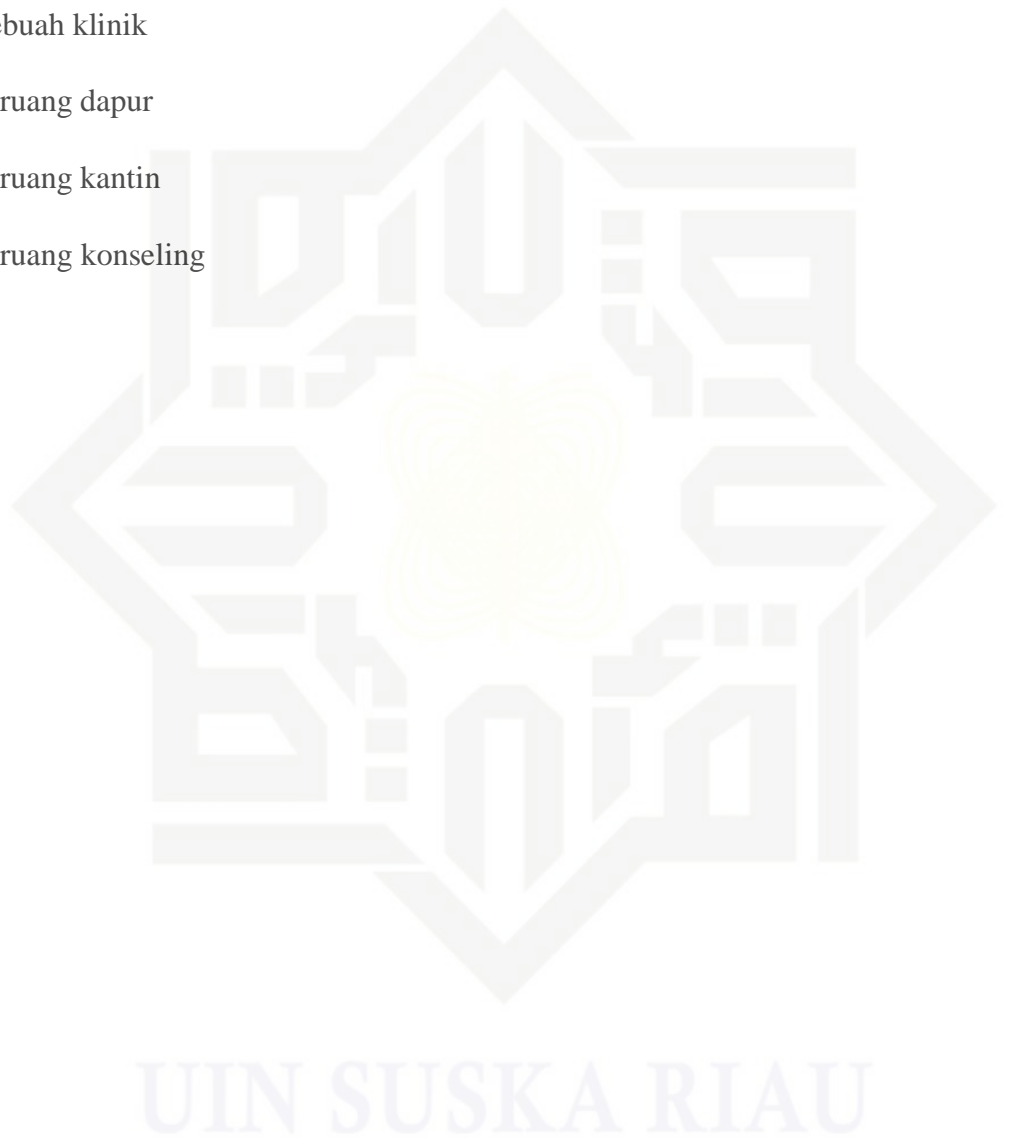 ebuah klinik
ruang dapur
ruang kantin
ruang konseling
UIN SUSKA RIAU